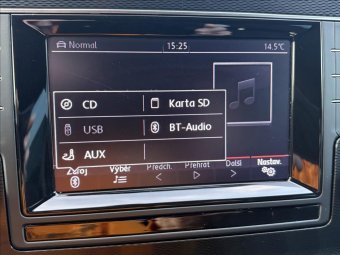 Normal 15:25 14.5°C
CD Karta SD
USB BT-Audio
AUX
Zdroj Výběr Předch. Přehrát Další Nastav.